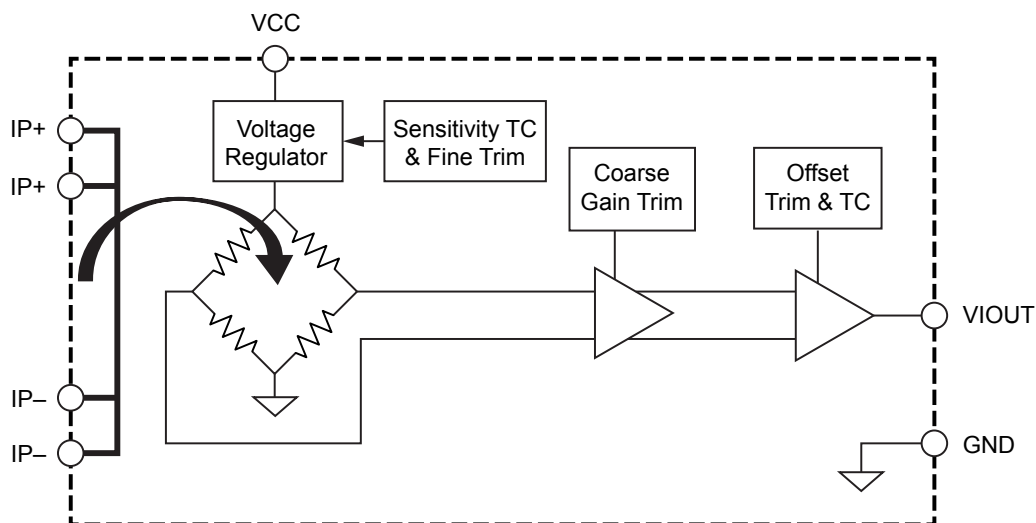 VCC
IP+
IP+
Voltage
Regulator
Sensitivity TC
& Fine Trim
Coarse
Gain Trim
Offset
Trim & TC
VIOUT
IP–
IP–
GND